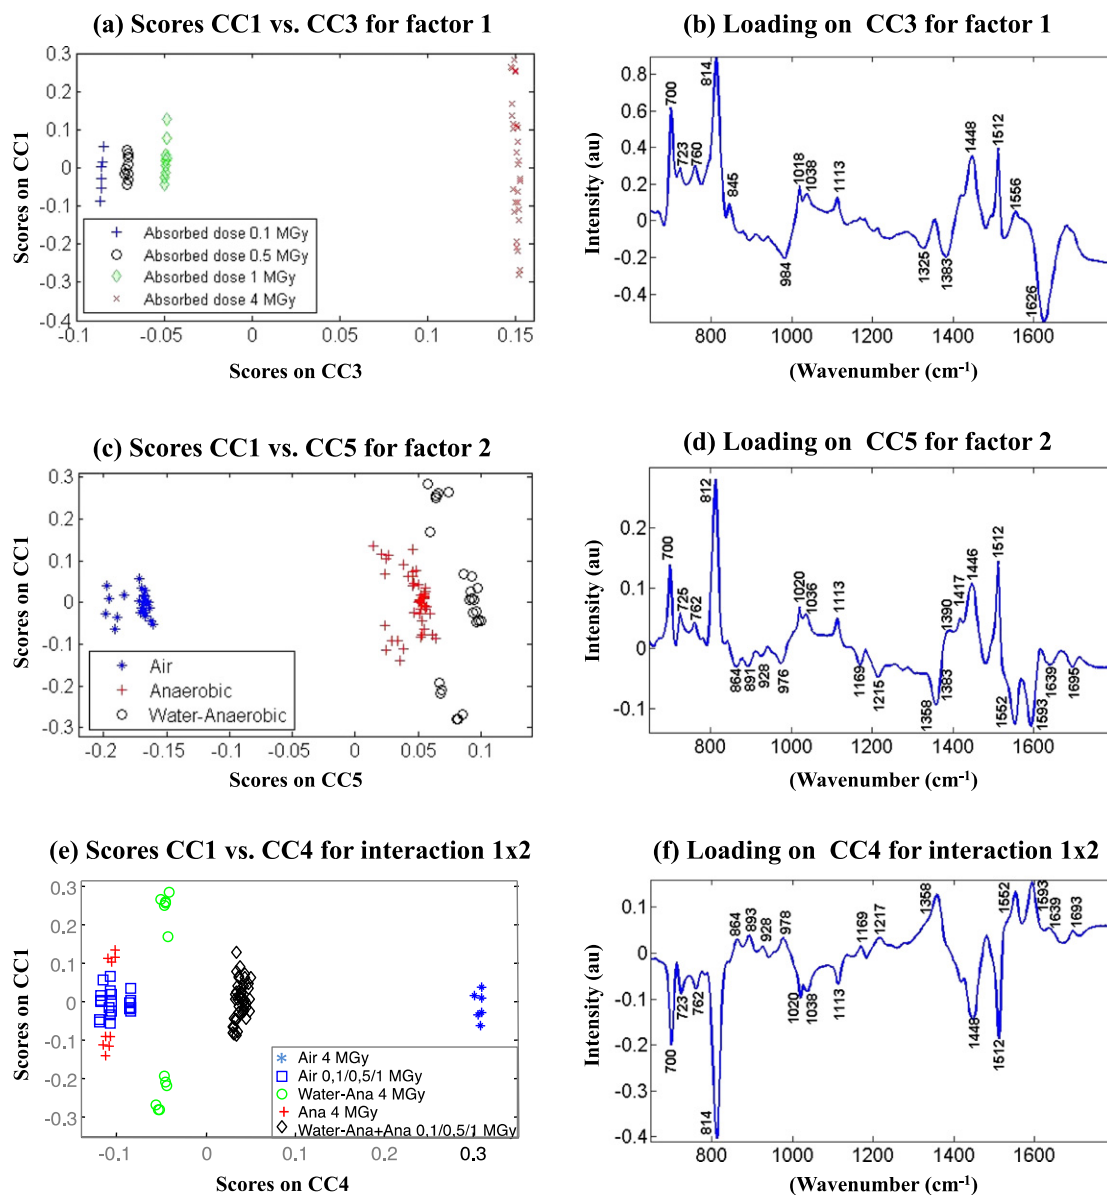 (a) Scores CC1 vs. CC3 for factor 1
Scores on CC1
0.3
0.2
0.1
0
-0.1
-0.2
-0.3
-0.4
Absorbed dose 0.1 MGy
Absorbed dose 0.5 MGy
Absorbed dose 1 MGy
Absorbed dose 4 MGy
-0.1 -0.05 0 0.05 0.1 0.15
Scores on CC3
(b) Loading on CC3 for factor 1
Intensity (au)
0.8
0.6
0.4
0.2
0
-0.2
-0.4
700 723 760 814 845 984 1018 1038 1113 1325 1383 1448 1512 1556 1626
800 1000 1200 1400 1600
(Wavenumber (cm-1)
(c) Scores CC1 vs. CC5 for factor 2
Scores on CC1
0.3
0.2
0.1
0
-0.1
-0.2
-0.3
Air
Anaerobic
Water-Anaerobic
-0.2 -0.15 -0.1 -0.05 0 0.05 0.1
Scores on CC5
(d) Loading on CC5 for factor 2
Intensity (au)
0.2
0.1
0
-0.1
700 725 762 812 864 891 928 976 1020 1036 1113 1169 1215 1358 1383 1390 1417 1446 1512 1552 1593 1639 1695
800 1000 1200 1400 1600
(Wavenumber (cm-1)
(e) Scores CC1 vs. CC4 for interaction 1x2
Scores on CC1
0.3
0.2
0.1
0
-0.1
-0.2
-0.3
Air 4 MGy
Air 0,1/0,5/1 MGy
Water-Ana 4 MGy
Ana 4 MGy
Water-Ana+Ana 0,1/0,5/1 MGy
-0.1 0 0.1 0.2 0.3
Scores on CC4
(f) Loading on CC4 for interaction 1x2
Intensity (au)
0.1
0
-0.1
-0.2
-0.3
-0.4
700 723 762 814 864 893 928 978 1020 1038 1113 1169 1217 1358 1448 1512 1552 1593 1639 1693
800 1000 1200 1400 1600
(Wavenumber (cm-1)